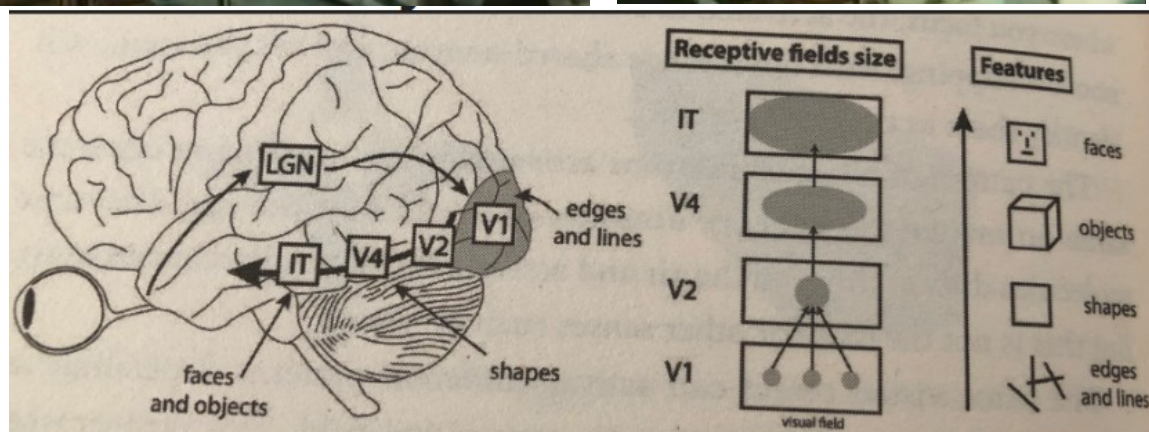 LGN
V1
V2
V4
IT
edges
and lines
shapes
faces
and objects
Receptive fields size
IT
V4
V2
V1
visual field
Features
faces
objects
shapes
edges
and lines